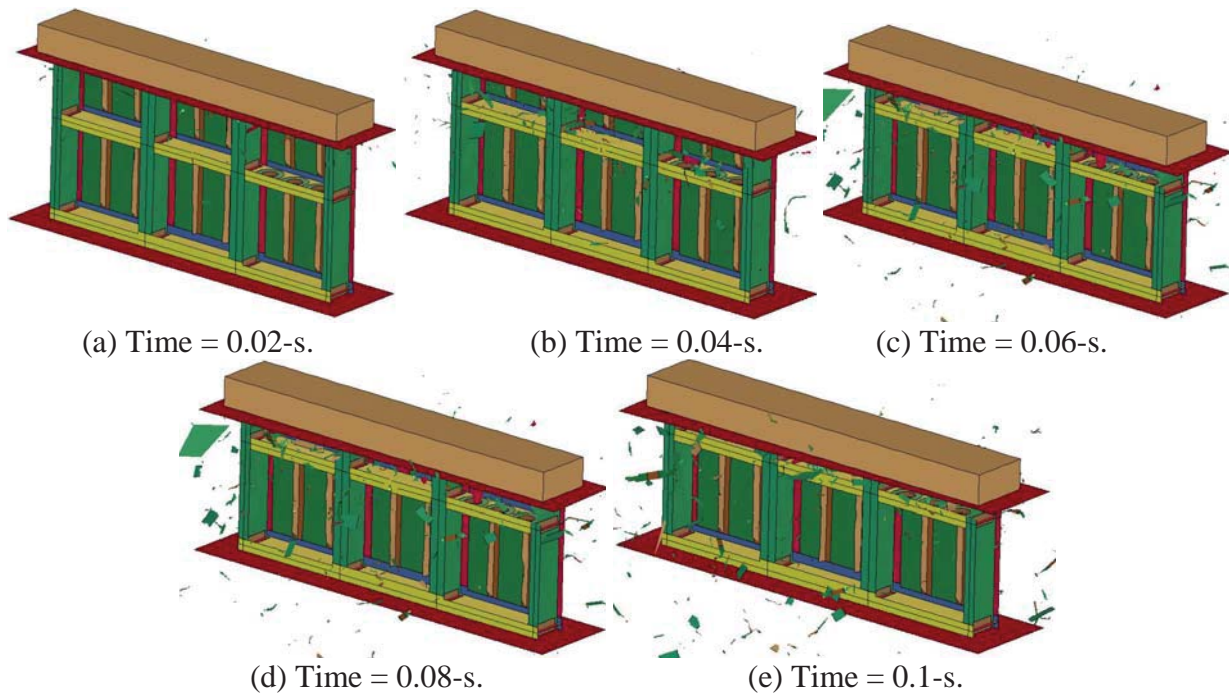 (a) Time = 0.02-s.
(b) Time = 0.04-s.
(c) Time = 0.06-s.
(d) Time = 0.08-s.
(e) Time = 0.1-s.